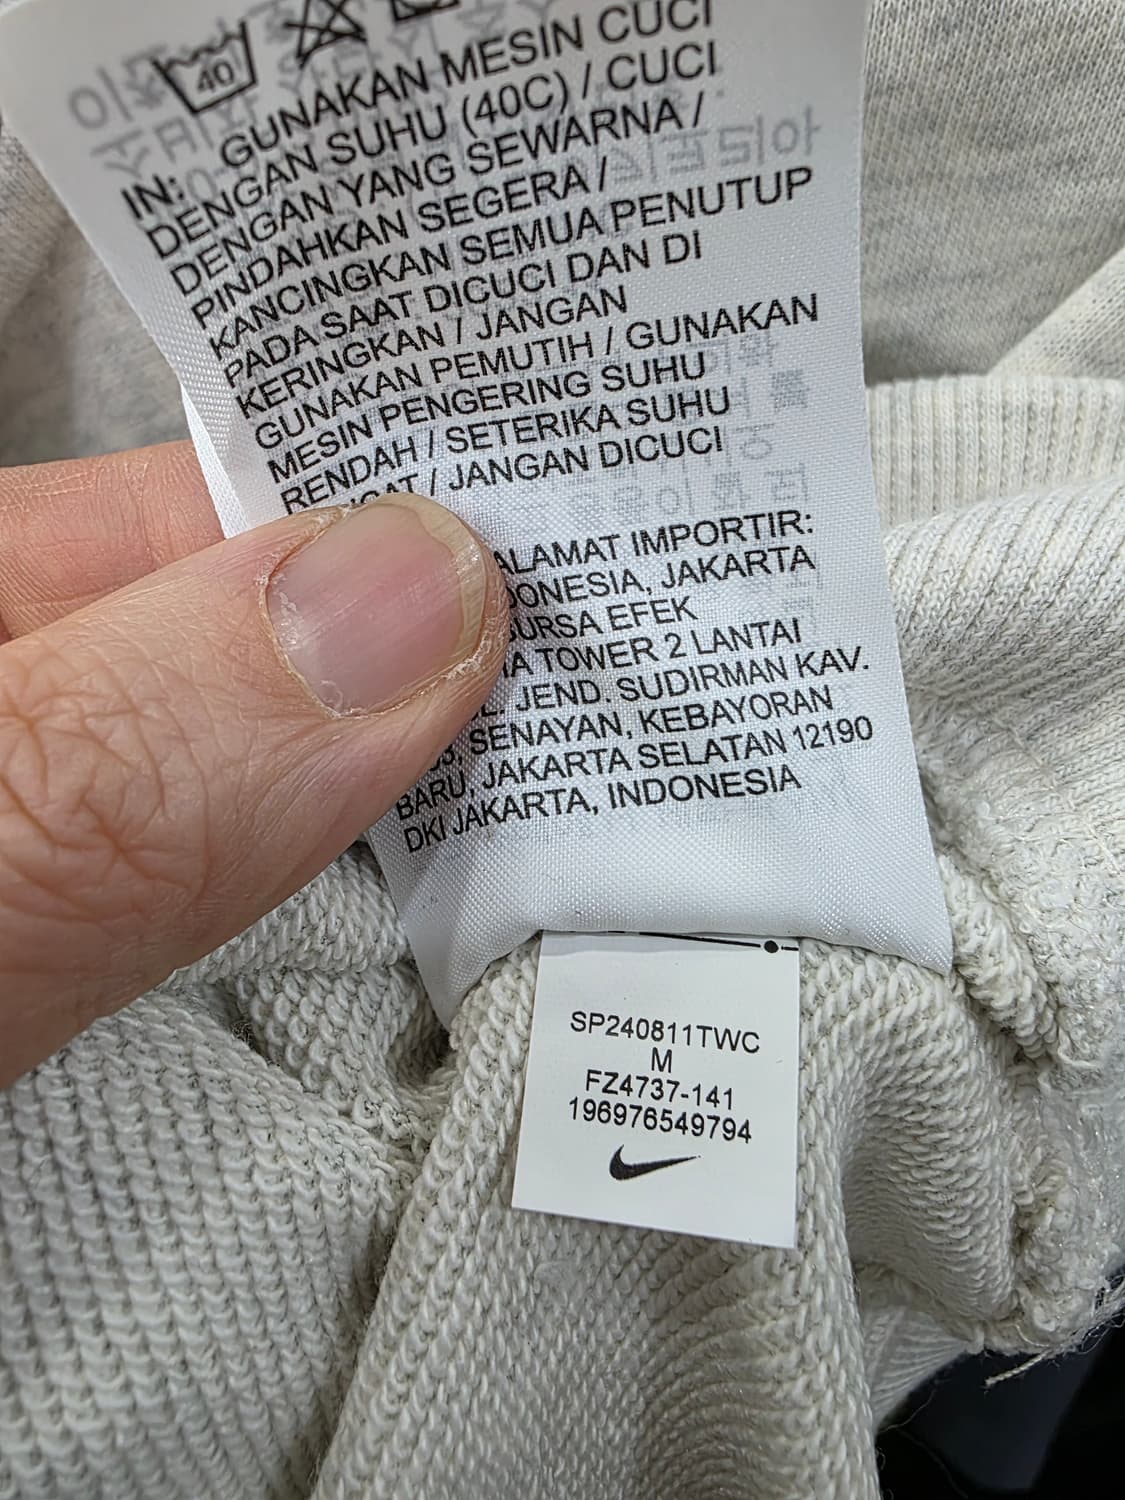 40
IN: GUNAKAN MESIN CUCI
DENGAN SUHU (40C) / CUCI
DENGAN YANG SEWARNA /
PINDAHKAN SEGERA /
KANCINGKAN SEMUA PENUTUP
PADA SAAT DICUCI DAN DI
KERINGKAN / JANGAN
GUNAKAN PEMUTIH / GUNAKAN
MESIN PENGERING SUHU
RENDAH / SETERIKA SUHU
/ JANGAN DICUCI
ALAMAT IMPORTIR:
JAKARTA
EFEK
TOWER 2 LANTAI
JEND. SUDIRMAN KAV.
SENAYAN, KEBAYORAN
BARU, JAKARTA SELATAN 12190
DKI JAKARTA, INDONESIA
SP240811TWC
M
FZ4737-141
196976549794